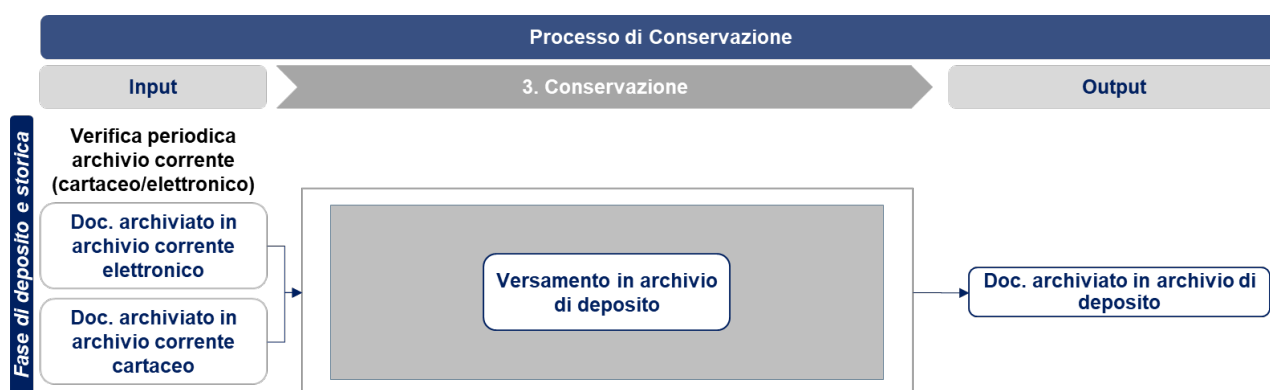 Processo di Conservazione
Input
3. Conservazione
Output
Fase di deposito e storica
Verifica periodica
archivio corrente
(cartaceo/elettronico)
Doc. archiviato in
archivio corrente
elettronico
Doc. archiviato in
archivio corrente
cartaceo
Versamento in archivio
di deposito
Doc. archiviato in archivio di
deposito